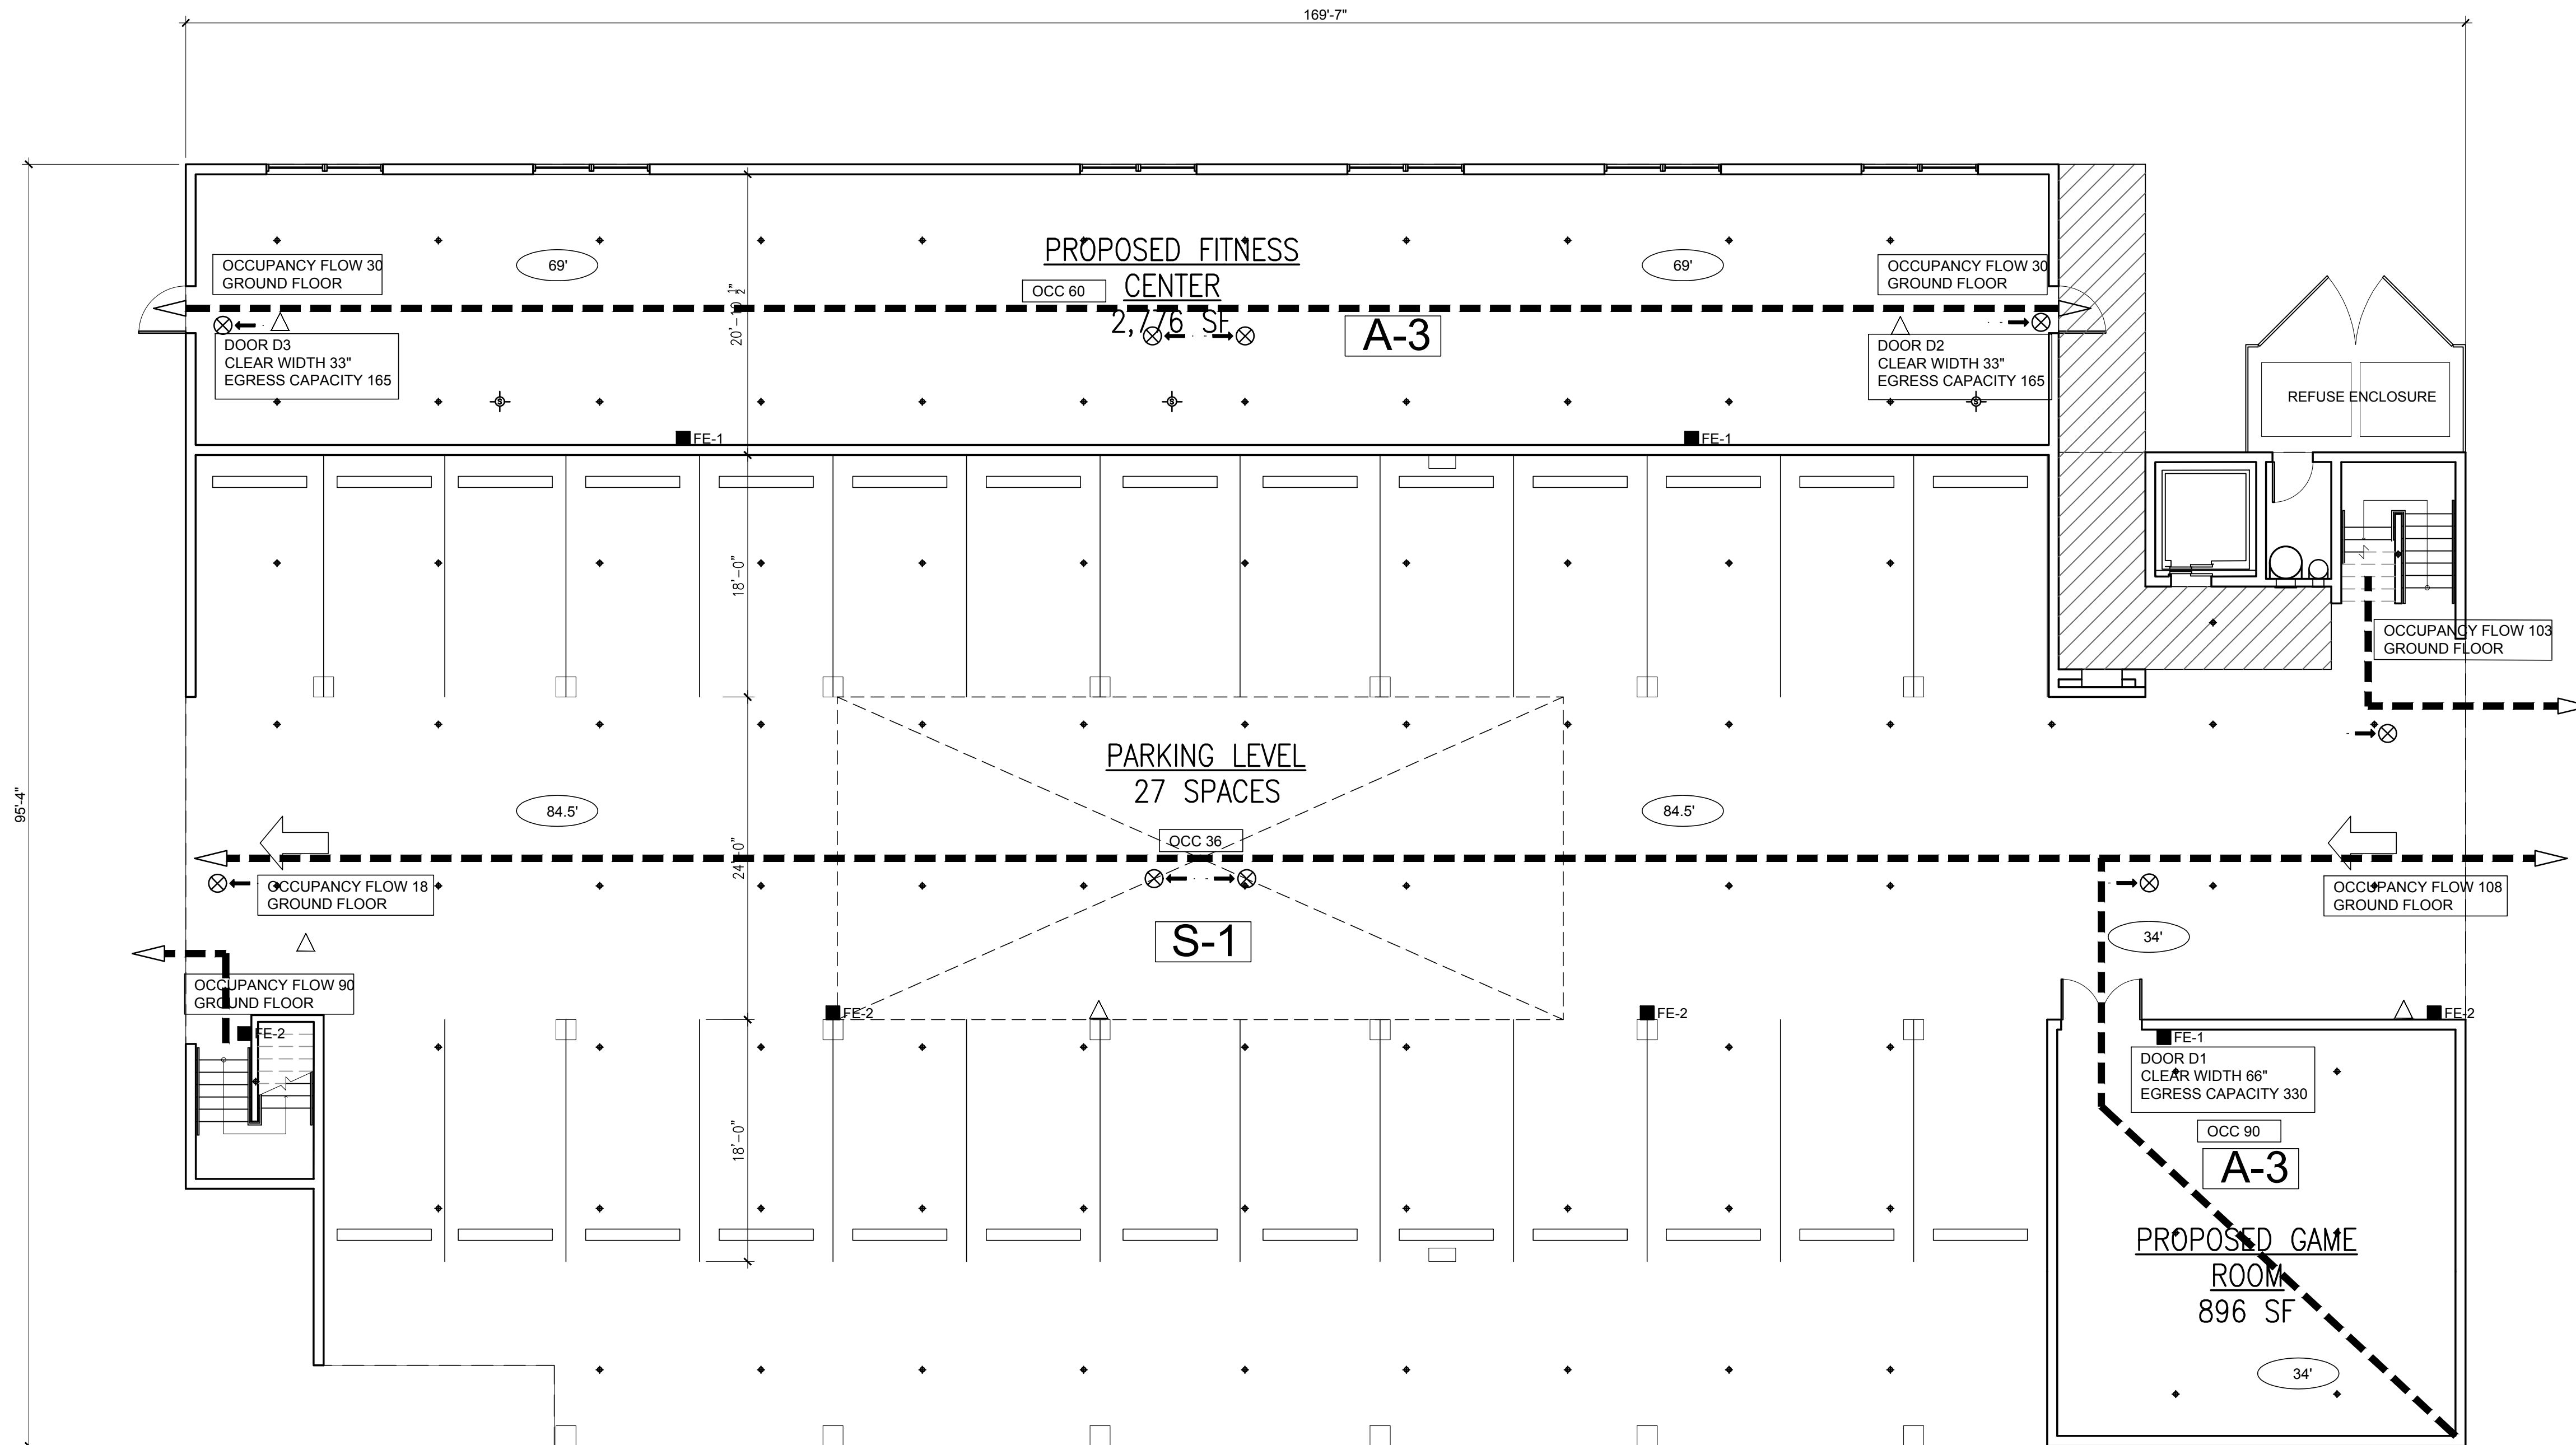 169'-7"
95'-4"
OCCUPANCY FLOW 30
GROUND FLOOR
69'
PROPOSED FITNESS
CENTER
2,776 SF
OCC 60
A-3
69'
OCCUPANCY FLOW 30
GROUND FLOOR
20'-10 1/2"
DOOR D3
CLEAR WIDTH 33"
EGRESS CAPACITY 165
DOOR D2
CLEAR WIDTH 33"
EGRESS CAPACITY 165
S
S
S
FE-1
FE-1
REFUSE ENCLOSURE
18'-0"
OCCUPANCY FLOW 103
GROUND FLOOR
PARKING LEVEL
27 SPACES
84.5'
84.5'
OCC 36
24'-0"
OCCUPANCY FLOW 18
GROUND FLOOR
OCCUPANCY FLOW 108
GROUND FLOOR
S-1
34'
OCCUPANCY FLOW 90
GROUND FLOOR
FE-2
FE-2
FE-2
FE-2
FE-1
DOOR D1
CLEAR WIDTH 66"
EGRESS CAPACITY 330
18'-0"
OCC 90
A-3
PROPOSED GAME
ROOM
896 SF
34'